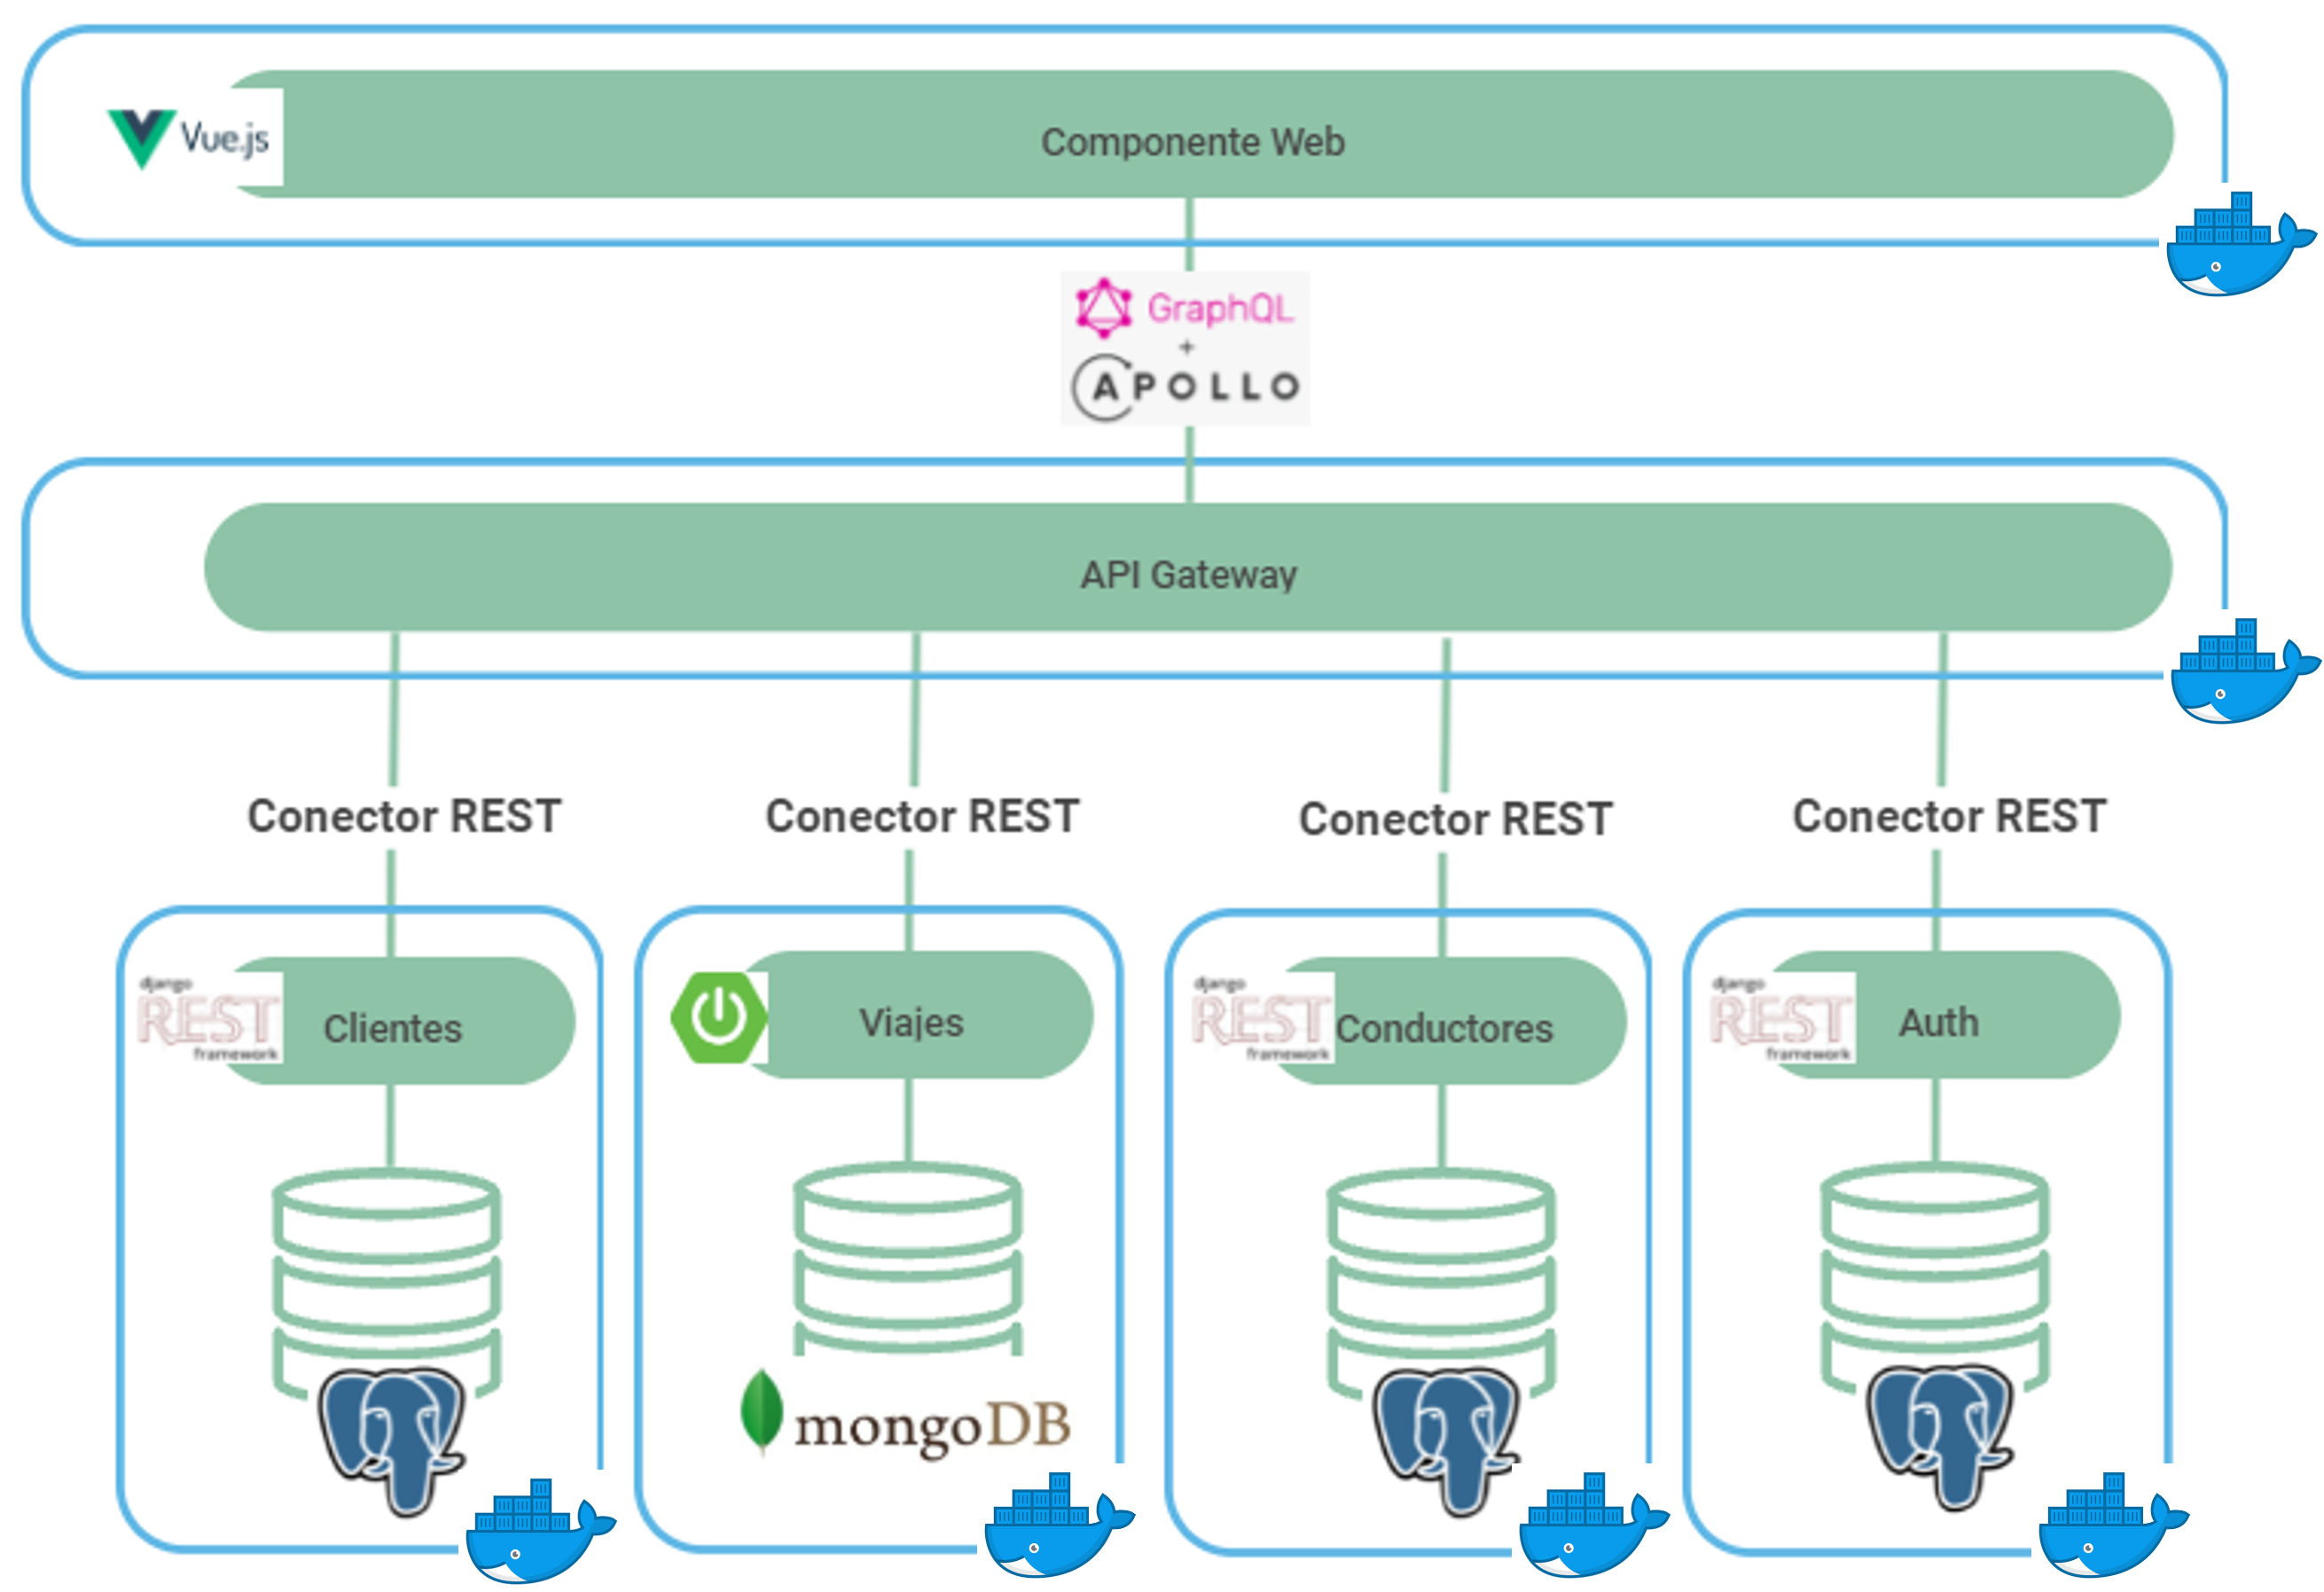 Vue.js
Componente Web
GraphQL
+
APOLLO
API Gateway
Conector REST
Conector REST
Conector REST
Conector REST
django
REST
framework
Clientes
Viajes
django
REST
framework
Conductores
django
REST
framework
Auth
mongoDB